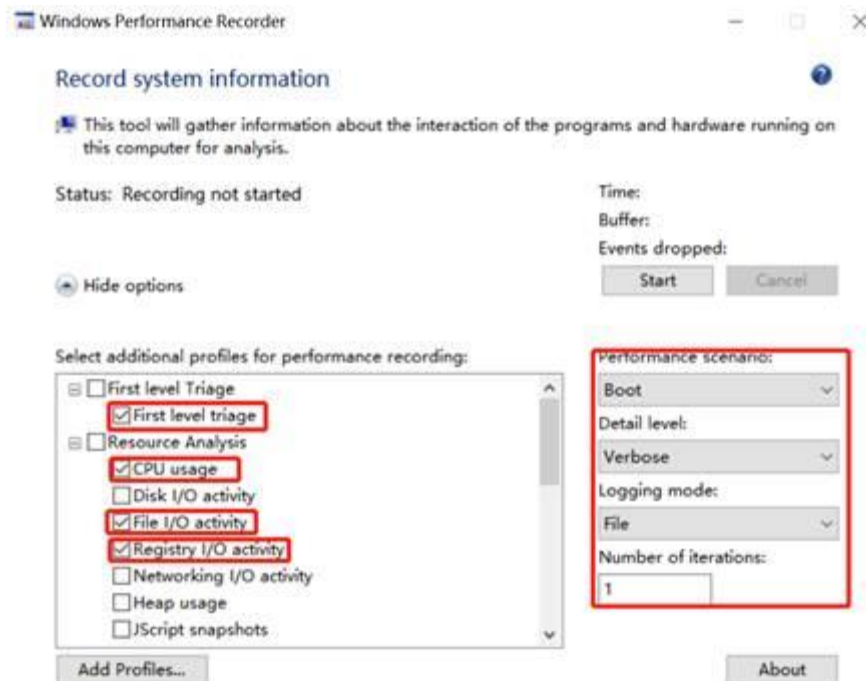 Windows Performance Recorder
Record system information
This tool will gather information about the interaction of the programs and hardware running on
this computer for analysis.
Status: Recording not started
Time:
Buffer:
Events dropped:
Start
Cancel
Hide options
Select additional profiles for performance recording:
First level Triage
First level triage
Resource Analysis
CPU usage
Disk I/O activity
File I/O activity
Registry I/O activity
Networking I/O activity
Heap usage
JScript snapshots
Add Profiles...
Performance scenario:
Boot
Detail level:
Verbose
Logging mode:
File
Number of iterations:
1
About